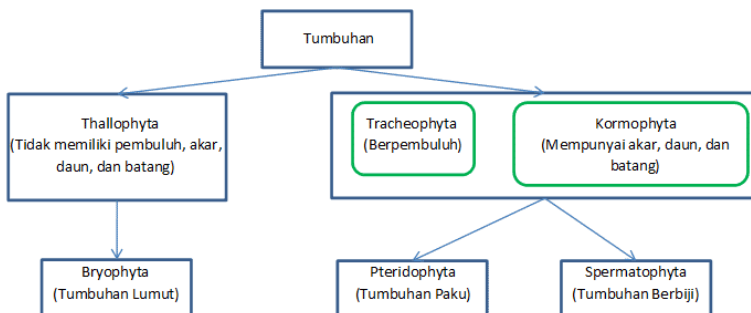 Tumbuhan
Thallophyta
(Tidak memiliki pembuluh, akar,
daun, dan batang)
Tracheophyta
(Berpembuluh)
Kormophyta
(Mempunyai akar, daun, dan
batang)
Bryophyta
(Tumbuhan Lumut)
Pteridophyta
(Tumbuhan Paku)
Spermatophyta
(Tumbuhan Berbiji)